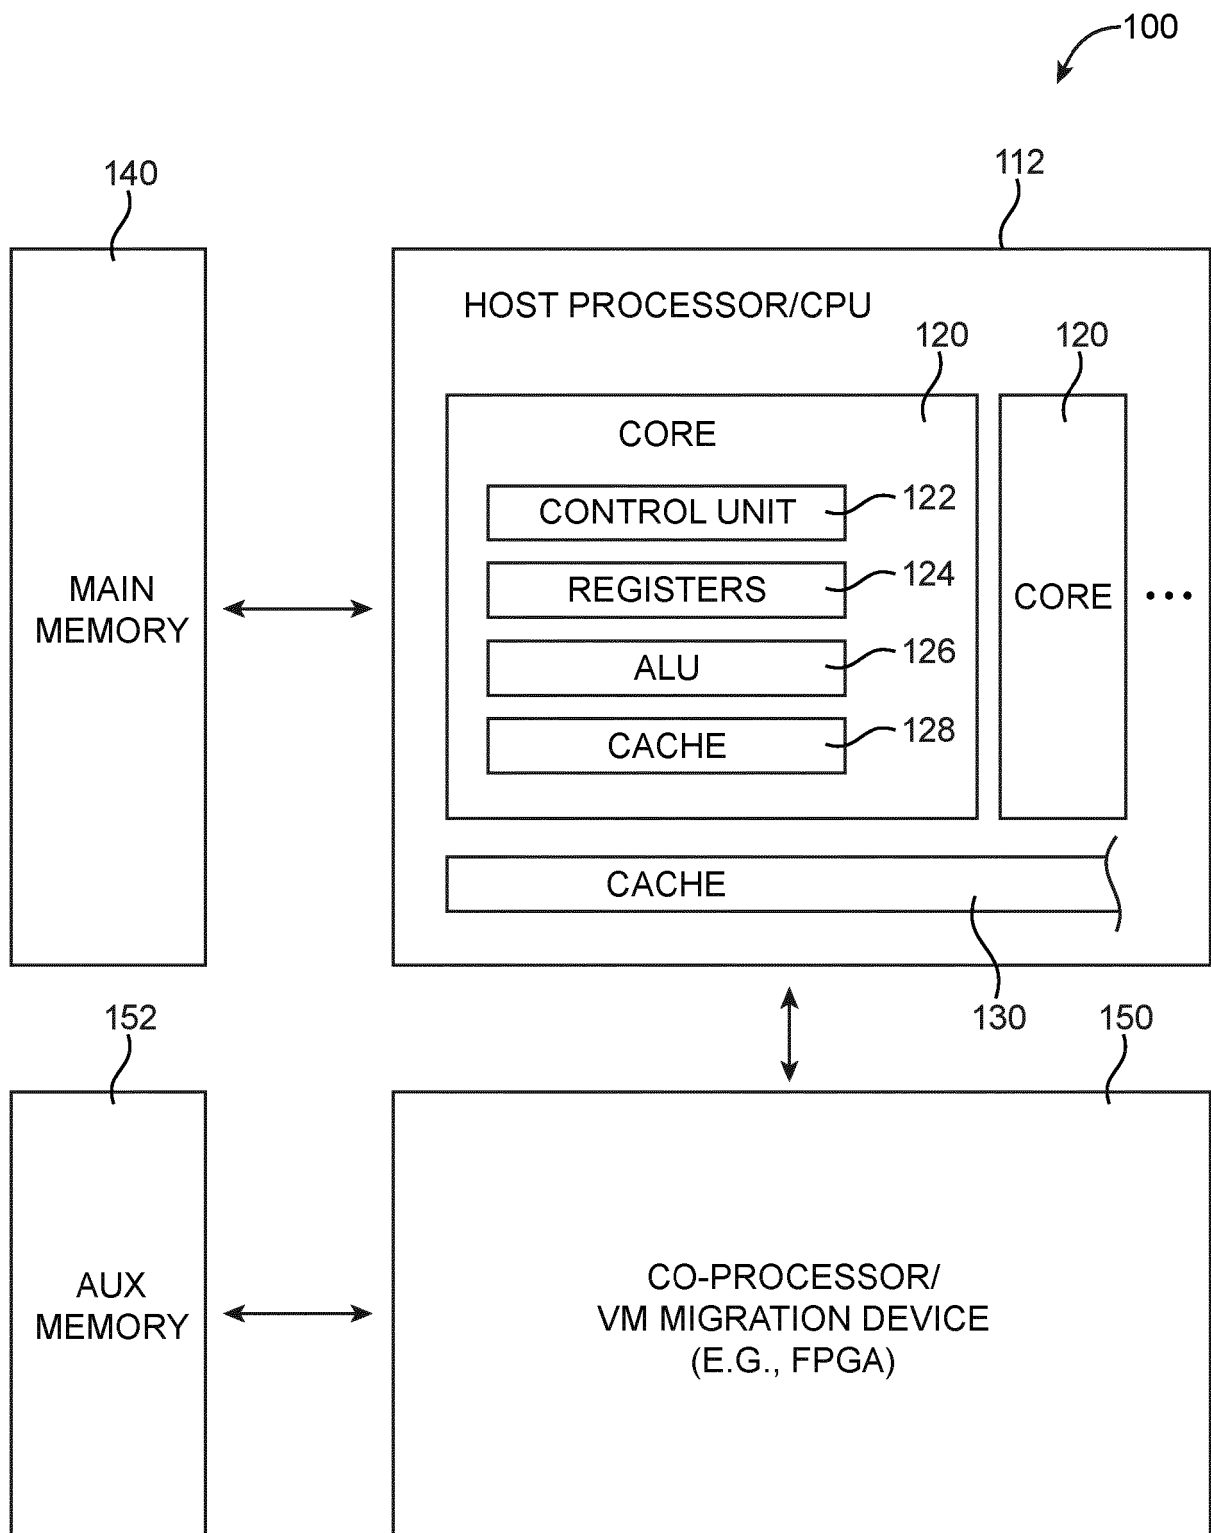 100
140
112
HOST PROCESSOR/CPU
120
120
CORE
CONTROL UNIT
122
REGISTERS
124
ALU
126
CACHE
128
CORE
•••
MAIN
MEMORY
CACHE
130
152
150
AUX
MEMORY
CO-PROCESSOR/
VM MIGRATION DEVICE
(E.G., FPGA)